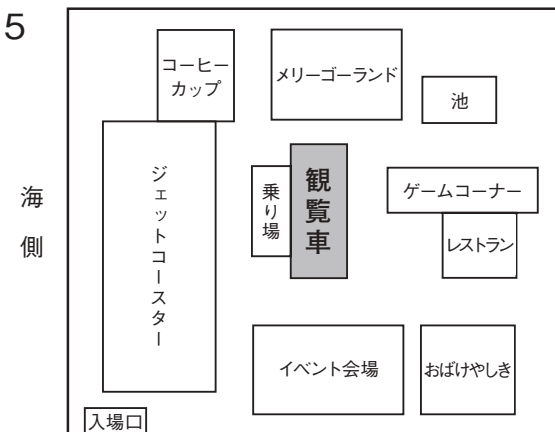 5
コーヒー
カップ
メリーゴーランド
池
海側
ジェットコースター
乗り場
観覧車
ゲームコーナー
レストラン
イベント会場
おばけやしき
入場口